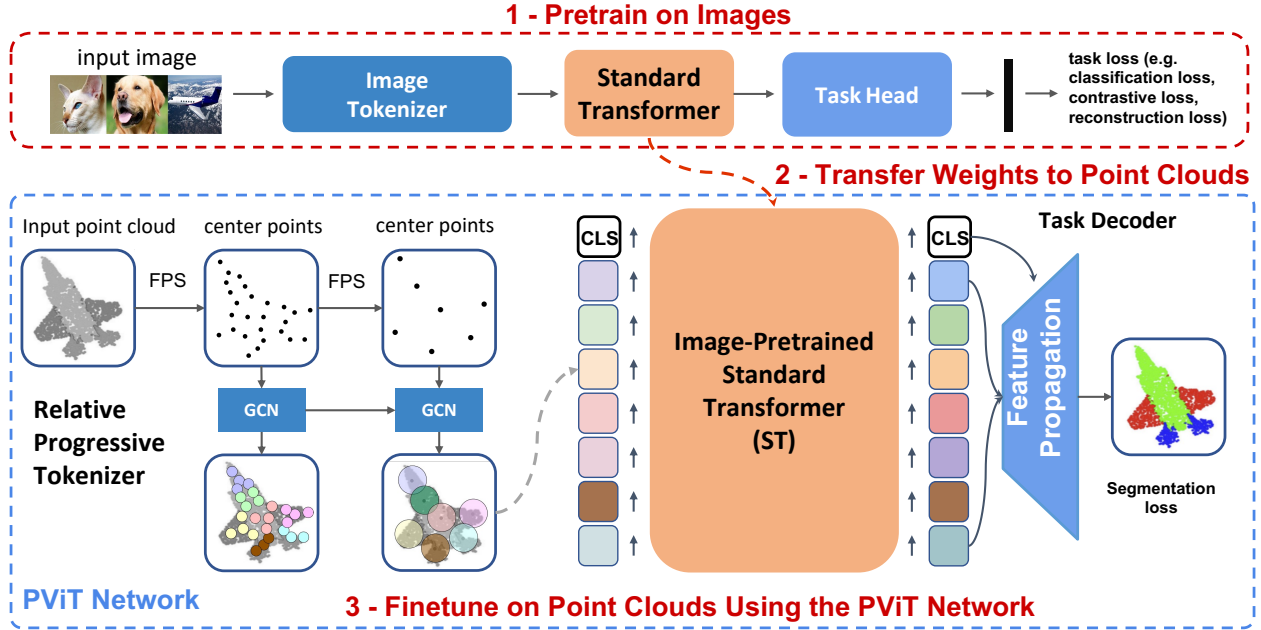 1 - Pretrain on Images
input image
Image
Tokenizer
Standard
Transformer
Task Head
task loss (e.g.
classification loss,
contrastive loss,
reconstruction loss)
2 - Transfer Weights to Point Clouds
Input point cloud
center points
center points
FPS
FPS
GCN
GCN
Relative
Progressive
Tokenizer
CLS
Image-Pretrained
Standard
Transformer
(ST)
CLS
Task Decoder
Feature
Propagation
Segmentation
loss
PViT Network
3 - Finetune on Point Clouds Using the PViT Network